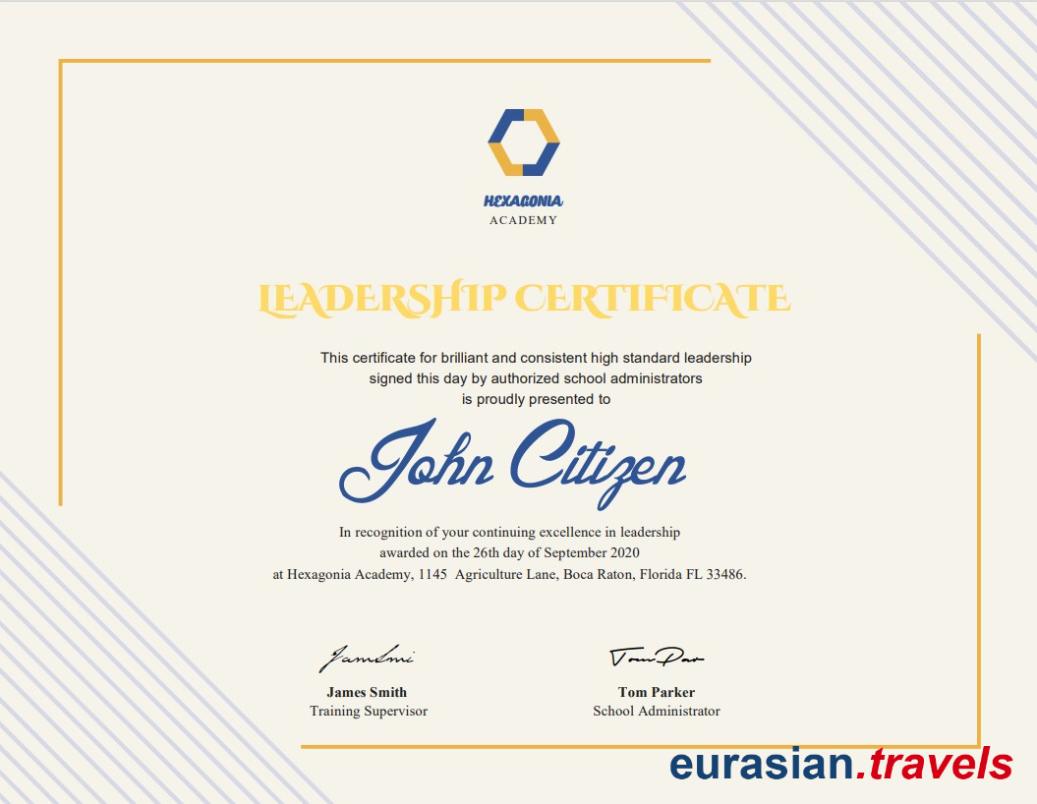 HEXAGONIA
ACADEMY
LEADERSHIP CERTIFICATE
This certificate for brilliant and consistent high standard leadership
signed this day by authorized school administrators
is proudly presented to
John Citizen
In recognition of your continuing excellence in leadership
awarded on the 26th day of September 2020
at Hexagonia Academy, 1145  Agriculture Lane, Boca Raton, Florida FL 33486.
JamSmi TomPar
James Smith Tom Parker
Training Supervisor School Administrator
eurasian.travels